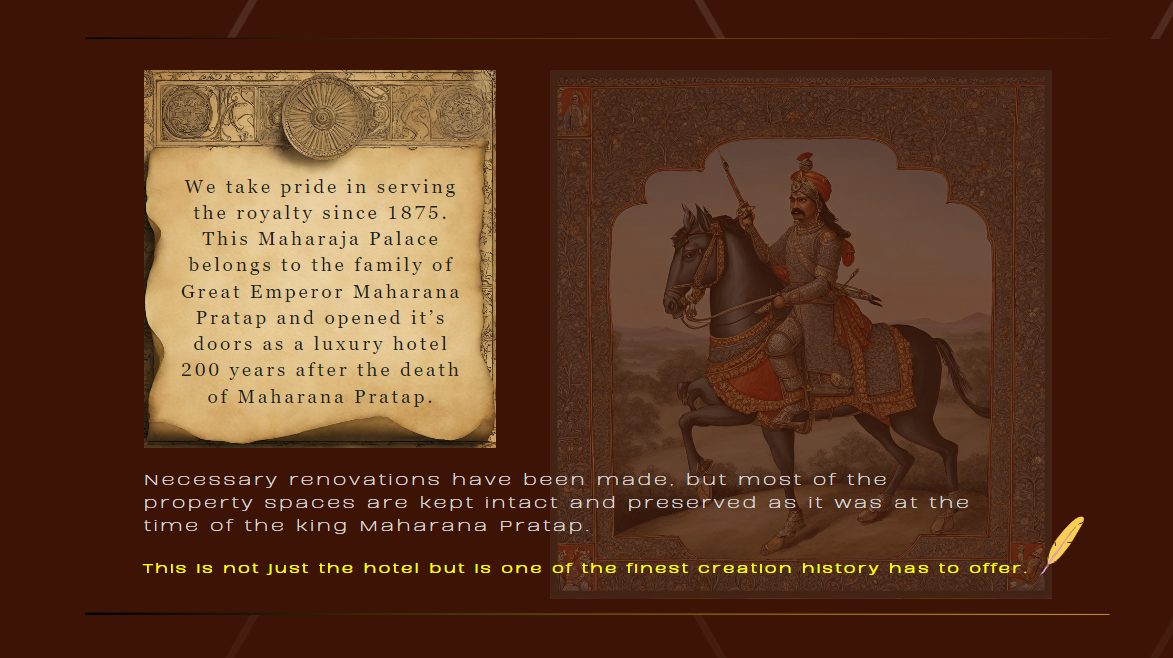 We take pride in serving
the royalty since 1875.
This Maharaja Palace
belongs to the family of
Great Emperor Maharana
Pratap and opened it’s
doors as a luxury hotel
200 years after the death
of Maharana Pratap.
Necessary renovations have been made, but most of the
property spaces are kept intact and preserved as it was at the
time of the king Maharana Pratap.
This is not just the hotel but is one of the finest creation history has to offer.